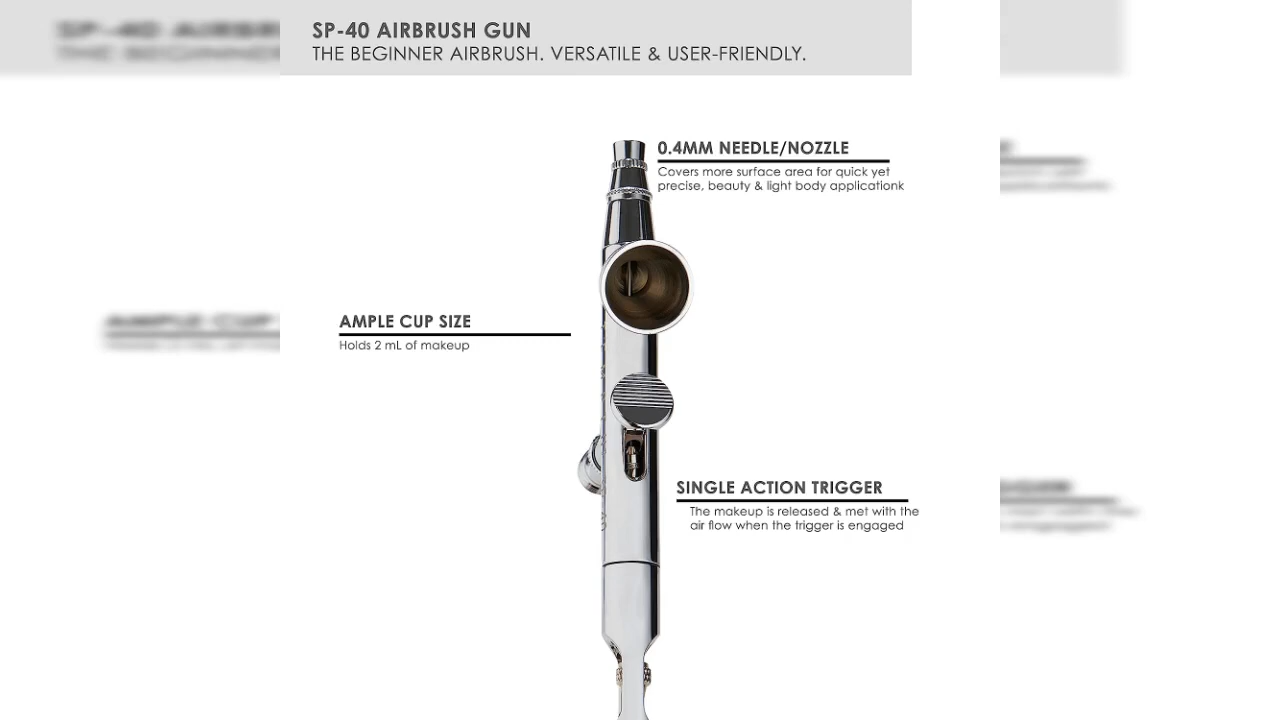 SP-40 AIRBRUSH GUN
THE BEGINNER AIRBRUSH. VERSATILE & USER-FRIENDLY.
0.4MM NEEDLE/NOZZLE
Covers more surface area for quick yet
precise, beauty & light body applicationk
AMPLE CUP SIZE
Holds 2 mL of makeup
SINGLE ACTION TRIGGER
The makeup is released & met with the
air flow when the trigger is engaged